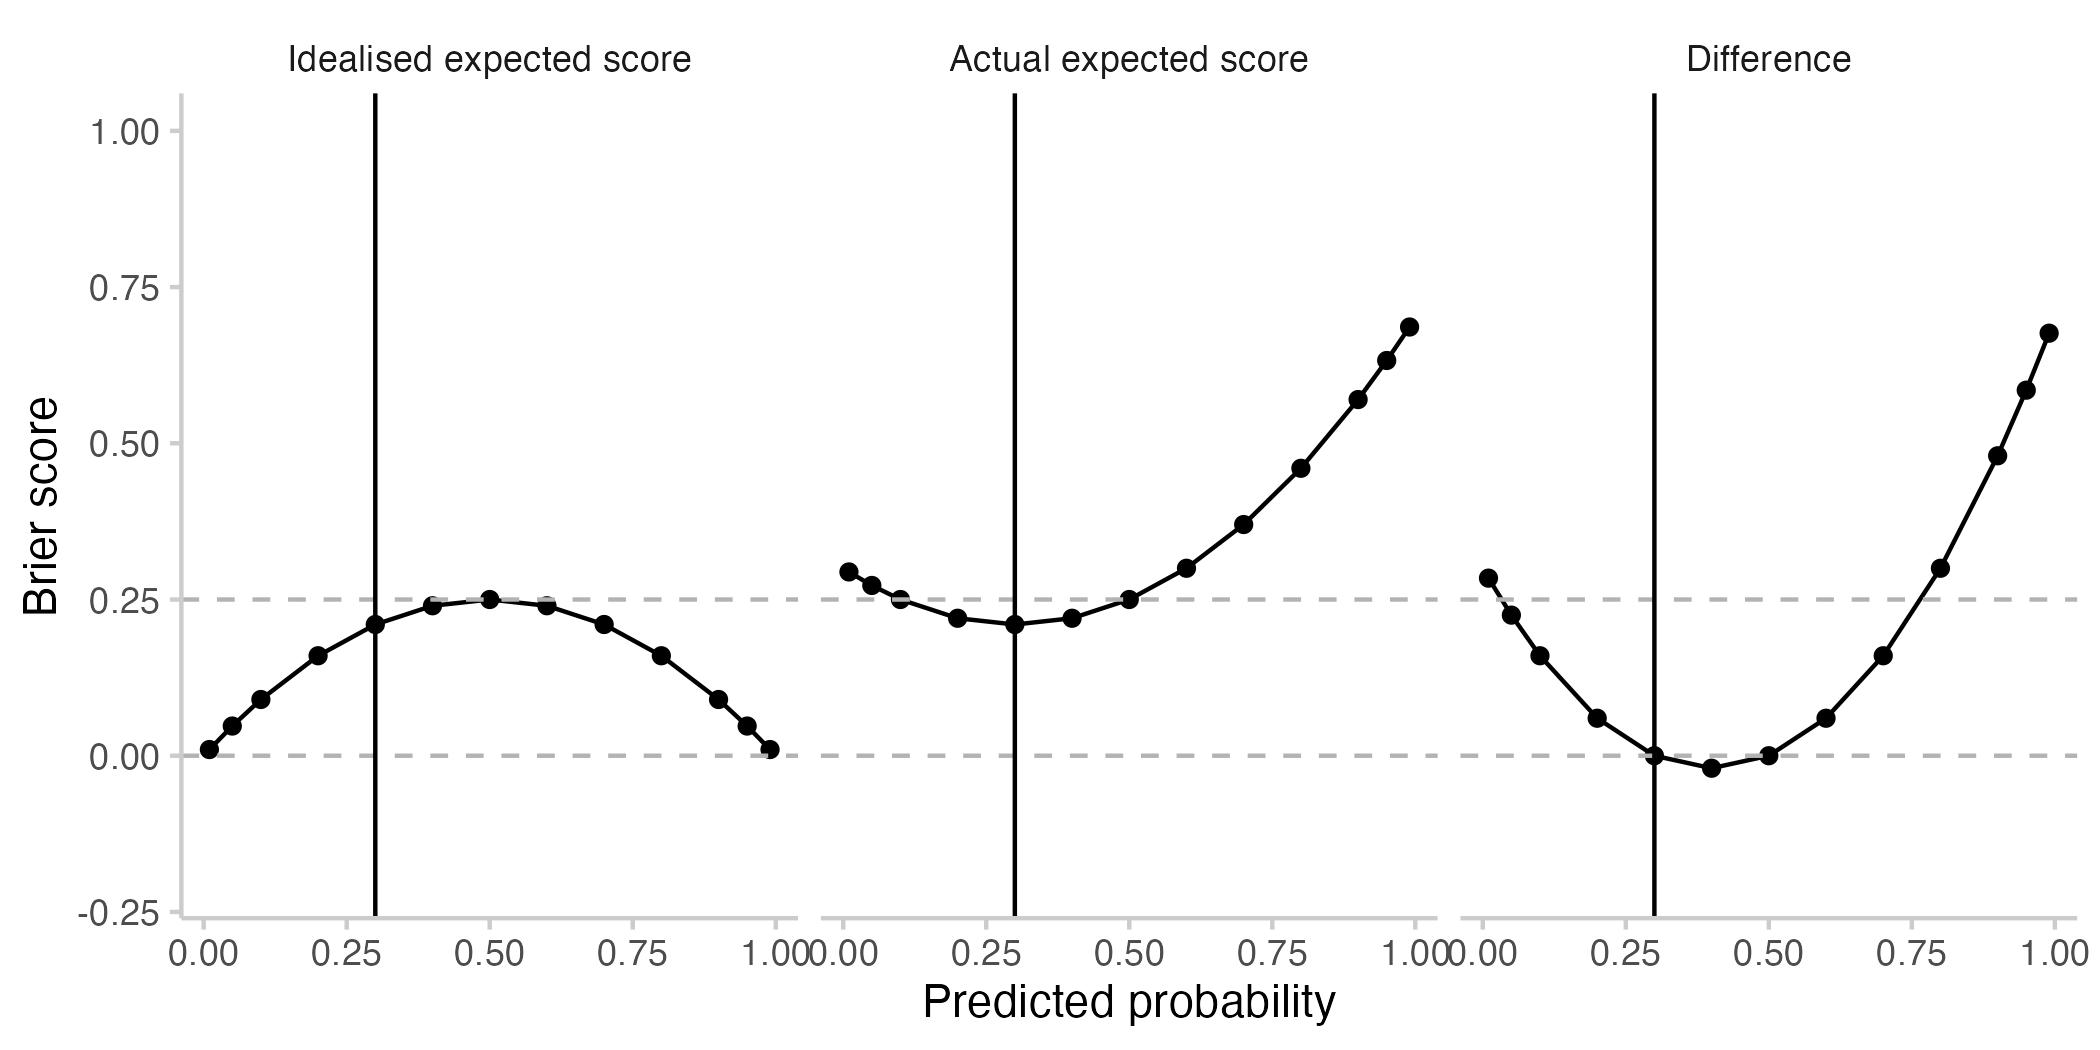 Idealised expected score
Actual expected score
Difference
Brier score
1.00
0.75
0.50
0.25
0.00
-0.25
0.00 0.25 0.50 0.75 1.00
0.00 0.25 0.50 0.75 1.00
0.00 0.25 0.50 0.75 1.00
Predicted probability